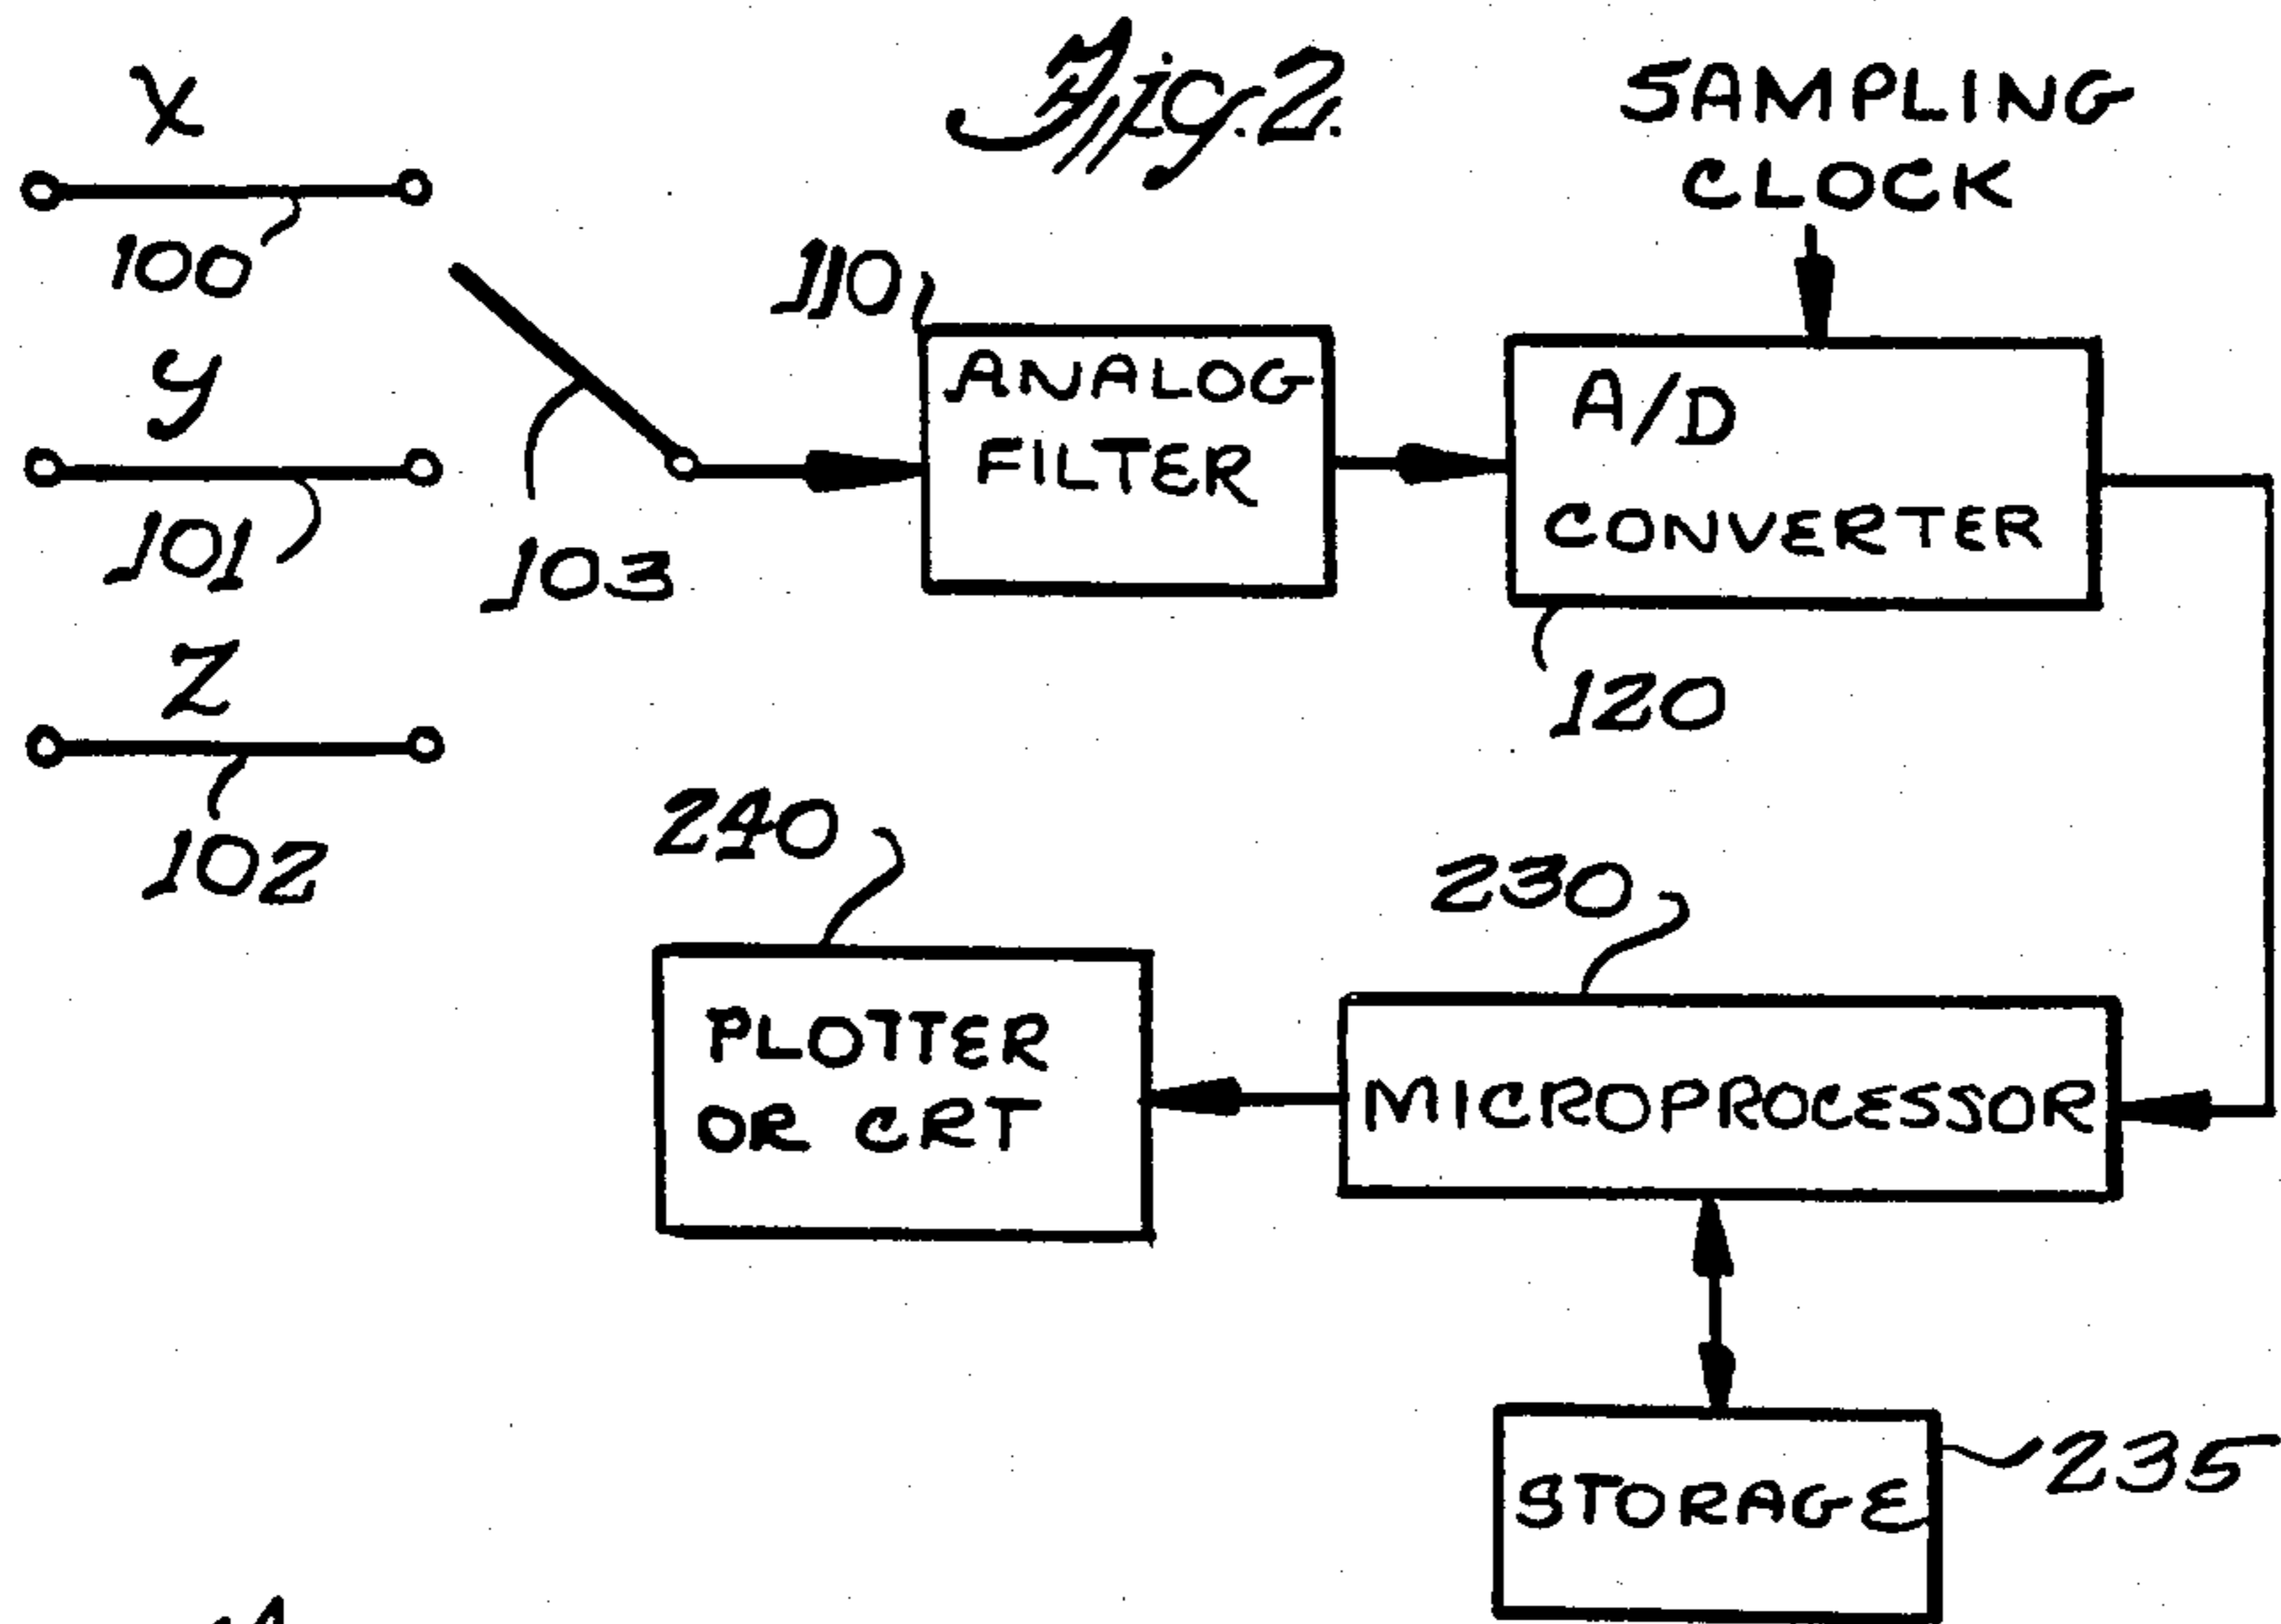 Fig. 2.
SAMPLING
CLOCK
X
100
Y
101
Z
102
103
110
ANALOG
FILTER
A/D
CONVERTER
120
240
PLOTTER
OR CRT
230
MICROPROCESSOR
STORAGE
235